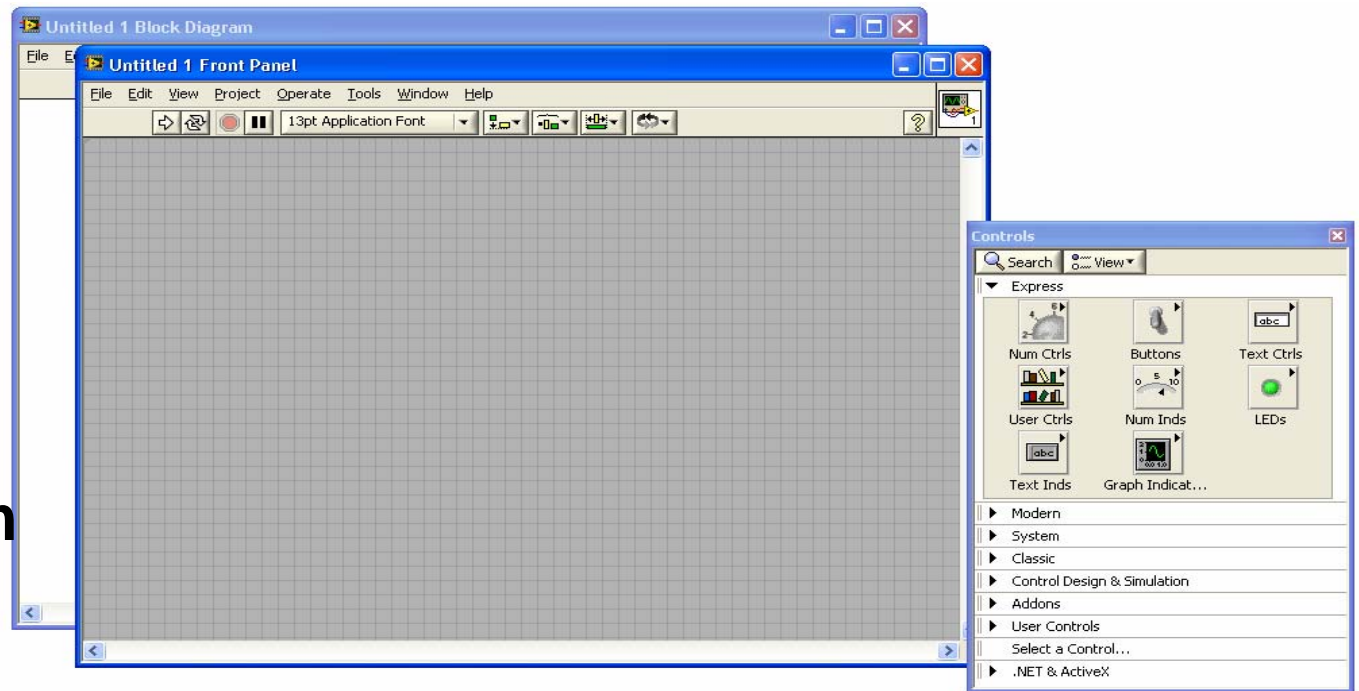 Untitled 1 Block Diagram
File
Untitled 1 Front Panel
File Edit View Project Operate Tools Window Help
13pt Application Font
1
Controls
Search View
Express
Num Ctrls Buttons Text Ctrls
User Ctrls Num Inds LEDs
Text Inds Graph Indicat...
Modern
System
Classic
Control Design & Simulation
Addons
User Controls
Select a Control...
.NET & ActiveX